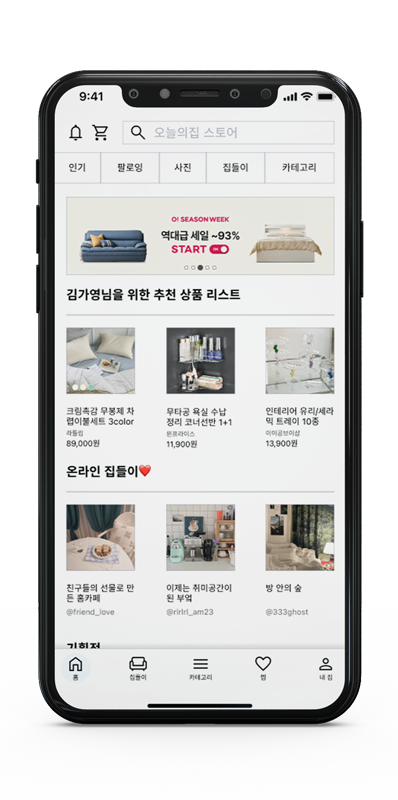 9:41
오늘의집 스토어
인기 팔로잉 사진 집들이 카테고리
O! SEASON WEEK
역대급 세일 ~93%
START ON
김가영님을 위한 추천 상품 리스트
크림촉감 무봉제 차
렵이불세트 3color
라뚤립
89,000원
무타공 욕실 수납
정리 코너선반 1+1
윈프라이스
11,900원
인테리어 유리/세라
믹 트레이 10종
이미공브이샵
13,900원
온라인 집들이❤️
친구들의 선물로 만
든 홈카페
@friend_love
이제는 취미공간이
된 부엌
@rirlrl_am23
방 안의 숲
@333ghost
기획전
홈 집들이 카테고리 찜 내 집